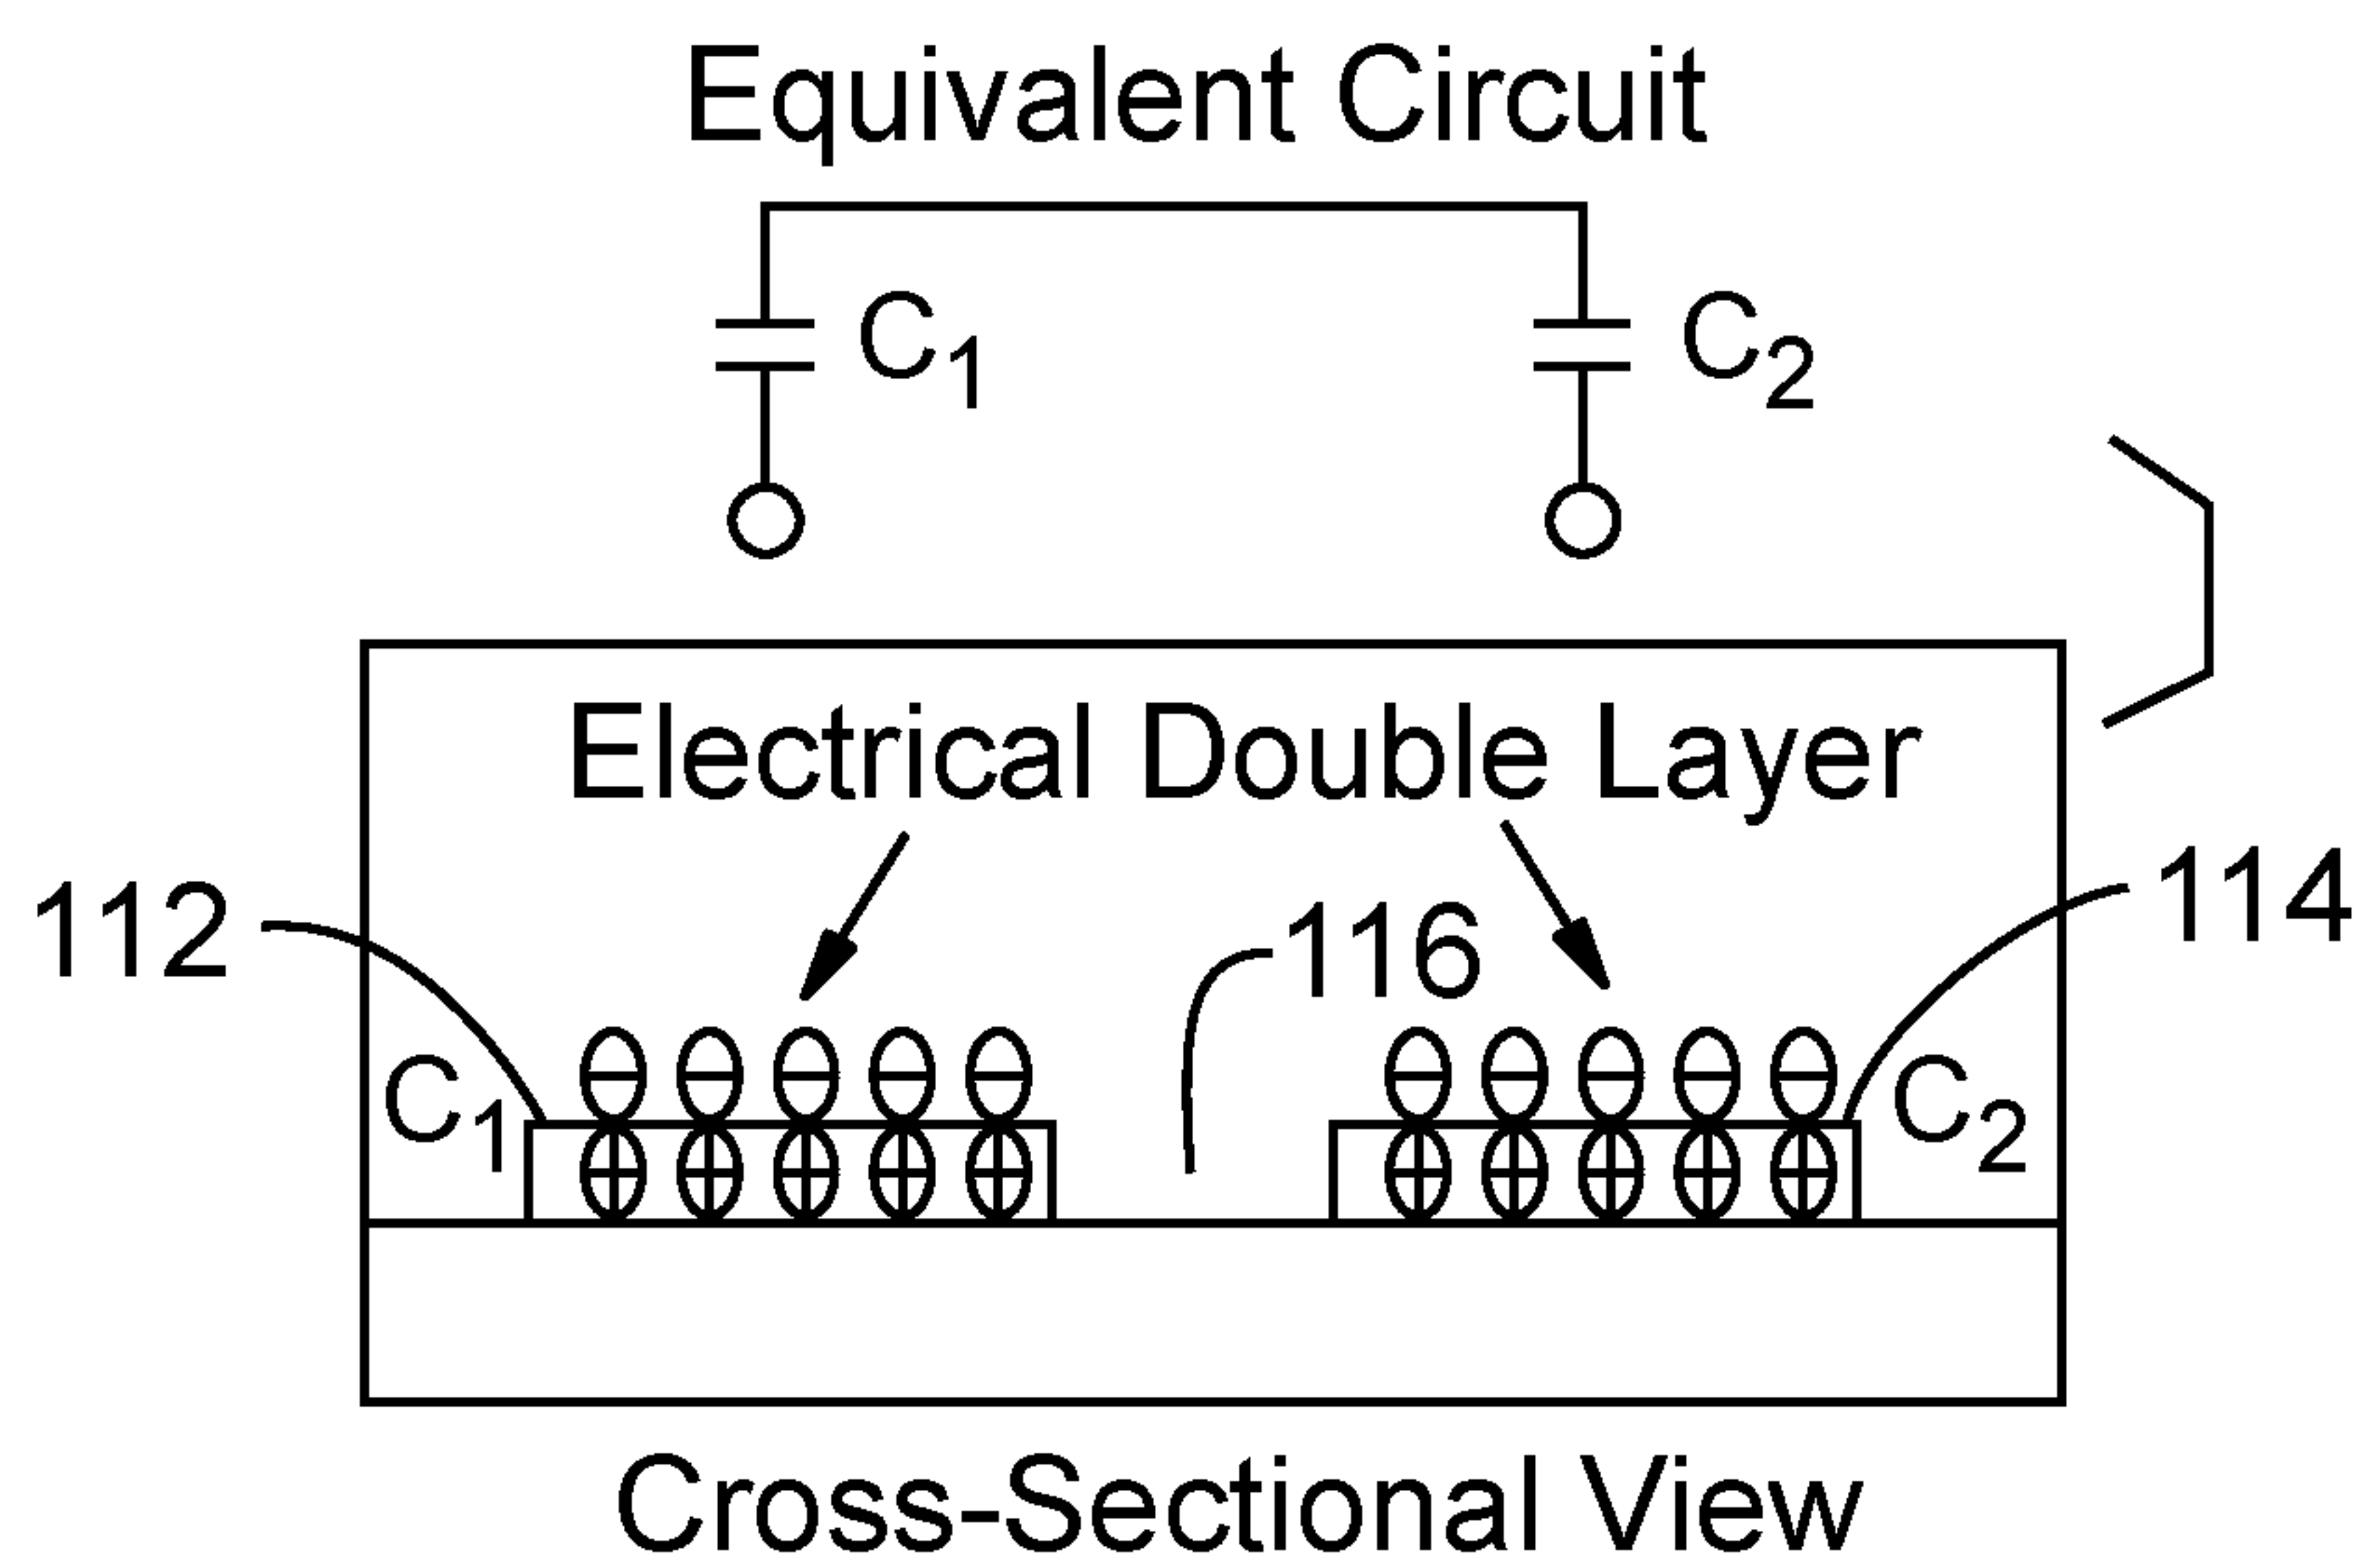 Equivalent Circuit
C1
C2
Electrical Double Layer
112
116
114
C1
C2
Cross-Sectional View